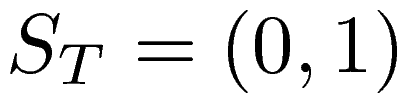 $S_T = (0, 1)$